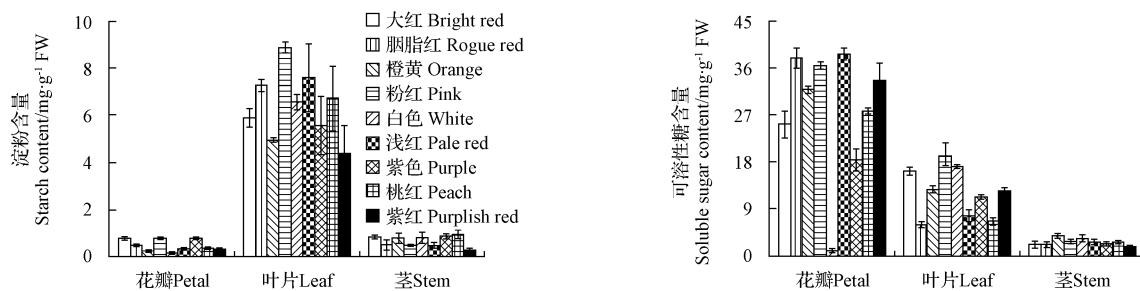 淀粉含量
Starch content/mg·g⁻¹ FW
10
8
6
4
2
0
大红 Bright red
胭脂红 Rogue red
橙黄 Orange
粉红 Pink
白色 White
浅红 Pale red
紫色 Purple
桃红 Peach
紫红 Purplish red
花瓣Petal
叶片Leaf
茎Stem
可溶性糖含量
Soluble sugar content/mg·g⁻¹ FW
45
36
27
18
9
0
花瓣Petal
叶片Leaf
茎Stem